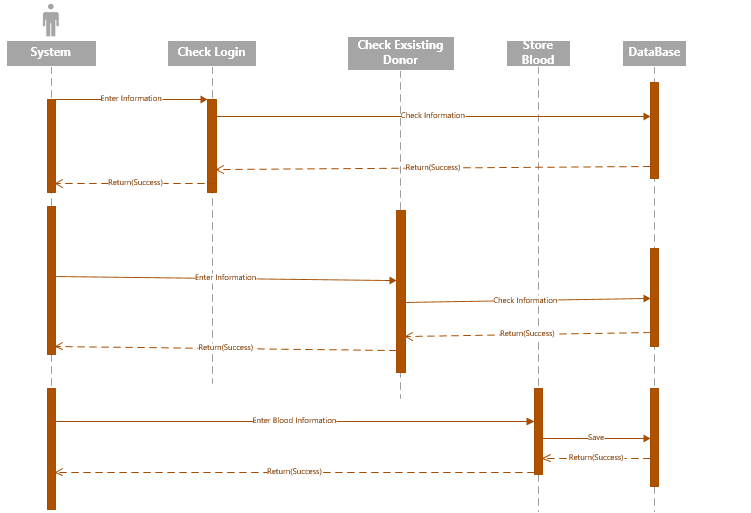 System
Check Login
Check Exsisting
Donor
Store
Blood
DataBase
Enter Information
Check Information
Return(Success)
Return(Success)
Enter Information
Check Information
Return(Success)
Return(Success)
Enter Blood Information
Save
Return(Success)
Return(Success)